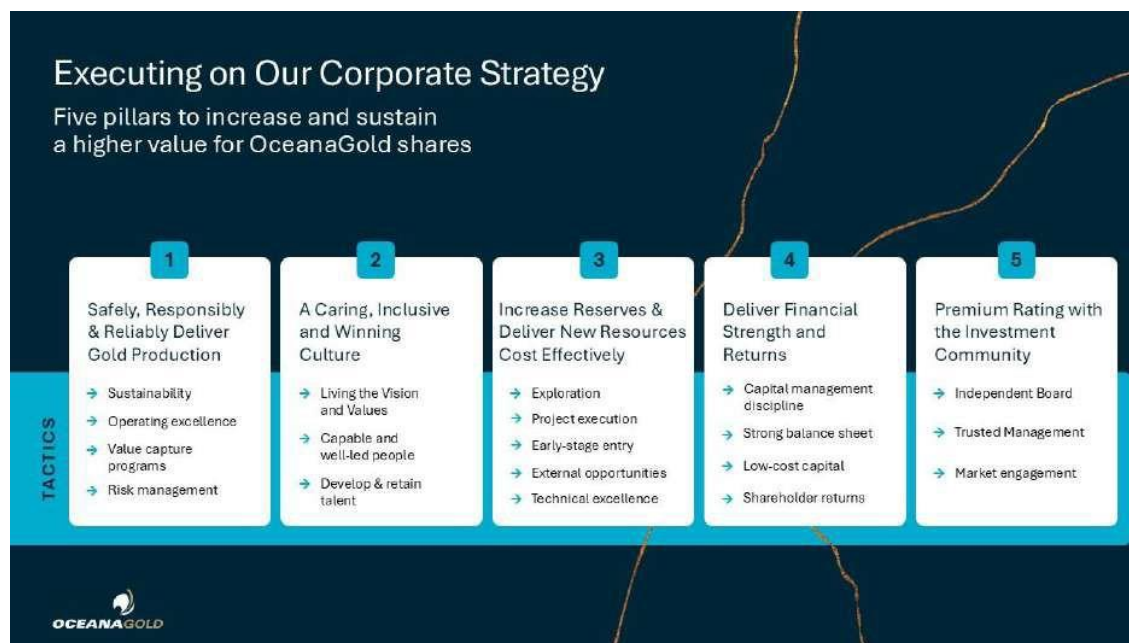 Executing on Our Corporate Strategy
Five pillars to increase and sustain
a higher value for OceanaGold shares
1
Safely, Responsibly
& Reliably Deliver
Gold Production
→ Sustainability
→ Operating excellence
→ Value capture
programs
→ Risk management
2
A Caring, Inclusive
and Winning
Culture
→ Living the Vision
and Values
→ Capable and
well-led people
→ Develop & retain
talent
3
Increase Reserves &
Deliver New Resources
Cost Effectively
→ Exploration
→ Project execution
→ Early-stage entry
→ External opportunities
→ Technical excellence
4
Deliver Financial
Strength and
Returns
→ Capital management
discipline
→ Strong balance sheet
→ Low-cost capital
→ Shareholder returns
5
Premium Rating with
the Investment
Community
→ Independent Board
→ Trusted Management
→ Market engagement
TACTICS
OCEANAGOLD